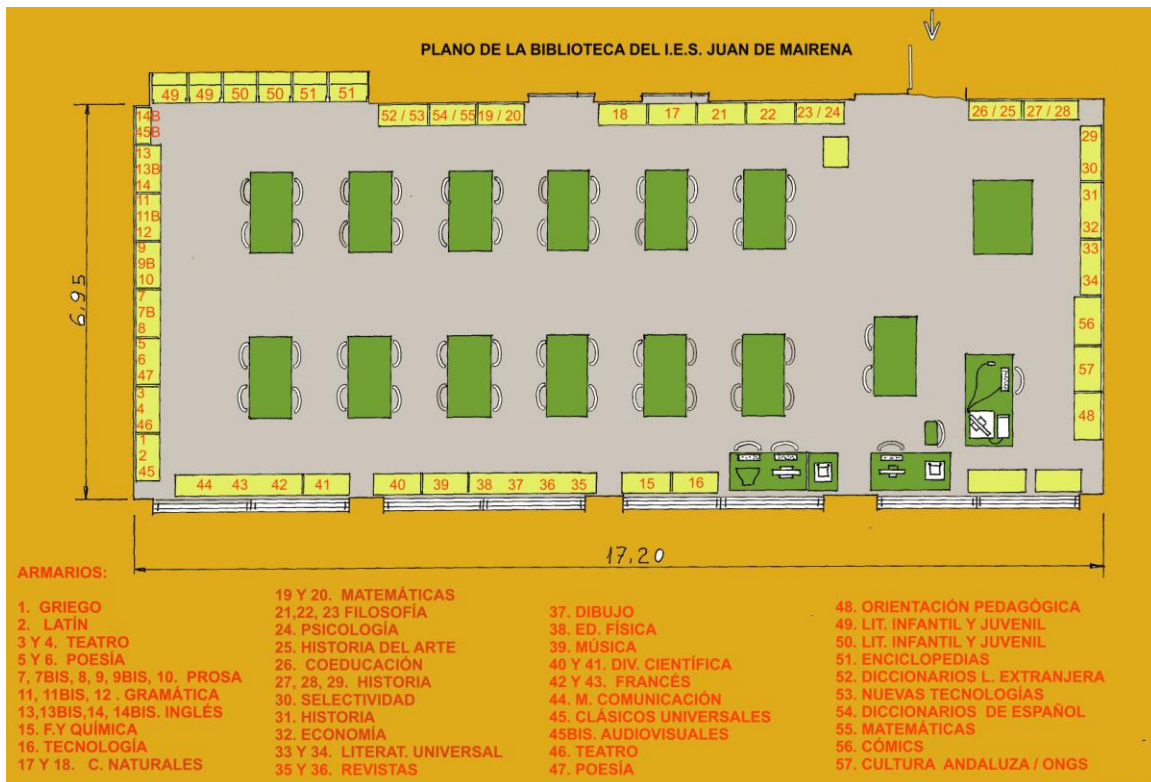 PLANO DE LA BIBLIOTECA DEL I.E.S. JUAN DE MAIRENA
49 49 50 50 51 51
52 / 53 54 / 55 19 / 20
18 17 21 22 23 / 24
26 / 25 27 / 28
14B
45B
13
13B
14
11
11B
12
9
9B
10
7
7B
8
5
6
47
3
4
46
1
2
45
29
30
31
32
33
34
56
57
48
6,95
44 43 42 41
40 39 38 37 36 35
15 16
17,20
ARMARIOS:
1. GRIEGO
2. LATÍN
3 Y 4. TEATRO
5 Y 6. POESÍA
7, 7BIS, 8, 9, 9BIS, 10. PROSA
11, 11BIS, 12 . GRAMÁTICA
13,13BIS,14, 14BIS. INGLÉS
15. F.Y QUÍMICA
16. TECNOLOGÍA
17 Y 18. C. NATURALES
19 Y 20. MATEMÁTICAS
21,22, 23 FILOSOFÍA
24. PSICOLOGÍA
25. HISTORIA DEL ARTE
26. COEDUCACIÓN
27, 28, 29. HISTORIA
30. SELECTIVIDAD
31. HISTORIA
32. ECONOMÍA
33 Y 34. LITERAT. UNIVERSAL
35 Y 36. REVISTAS
37. DIBUJO
38. ED. FÍSICA
39. MÚSICA
40 Y 41. DIV. CIENTÍFICA
42 Y 43. FRANCÉS
44. M. COMUNICACIÓN
45. CLÁSICOS UNIVERSALES
45BIS. AUDIOVISUALES
46. TEATRO
47. POESÍA
48. ORIENTACIÓN PEDAGÓGICA
49. LIT. INFANTIL Y JUVENIL
50. LIT. INFANTIL Y JUVENIL
51. ENCICLOPEDIAS
52. DICCIONARIOS L. EXTRANJERA
53. NUEVAS TECNOLOGÍAS
54. DICCIONARIOS DE ESPAÑOL
55. MATEMÁTICAS
56. CÓMICS
57. CULTURA ANDALUZA / ONGS